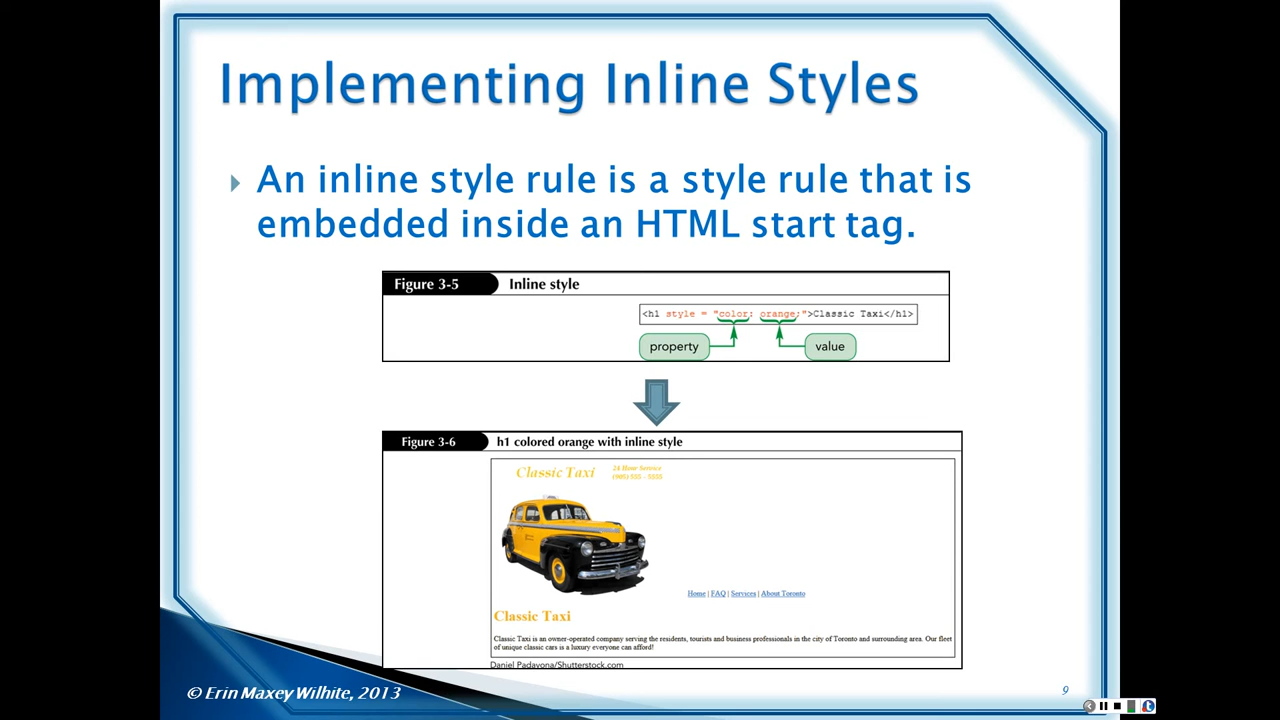 Implementing Inline Styles
An inline style rule is a style rule that is
embedded inside an HTML start tag.
Figure 3-5 Inline style
<h1 style = "color: orange;">Classic Taxi</h1>
property value
Figure 3-6 h1 colored orange with inline style
Classic Taxi
24 Hour Service
(905) 555 - 5555
Home | FAQ | Services | About Toronto
Classic Taxi
Classic Taxi is an owner-operated company serving the residents, tourists and business professionals in the city of Toronto and surrounding area. Our fleet
of unique classic cars is a luxury everyone can afford!
Daniel Padavona/Shutterstock.com
© Erin Maxey Wilhite, 2013
9